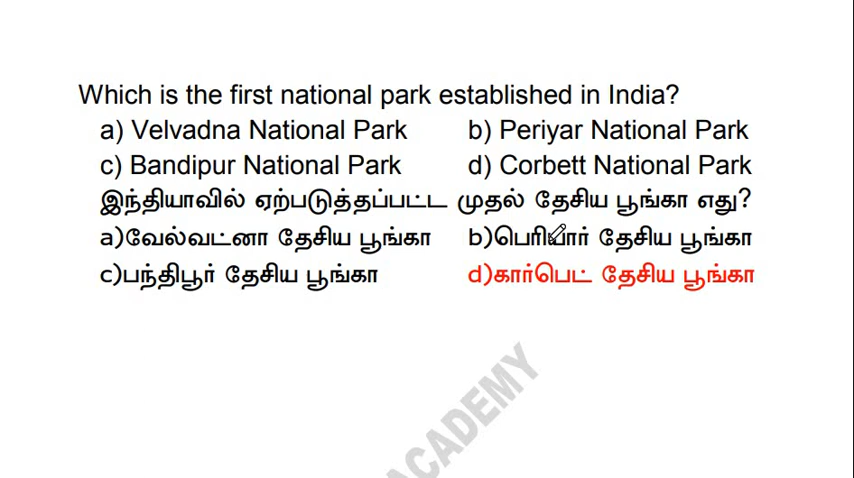 Which is the first national park established in India?
a) Velvadna National Park b) Periyar National Park
c) Bandipur National Park d) Corbett National Park
இந்தியாவில் ஏற்படுத்தப்பட்ட முதல் தேசிய பூங்கா எது?
a)வேல்வட்னா தேசிய பூங்கா b)பெரியார் தேசிய பூங்கா
c)பந்திபூர் தேசிய பூங்கா d)கார்பெட் தேசிய பூங்கா
ACADEMY